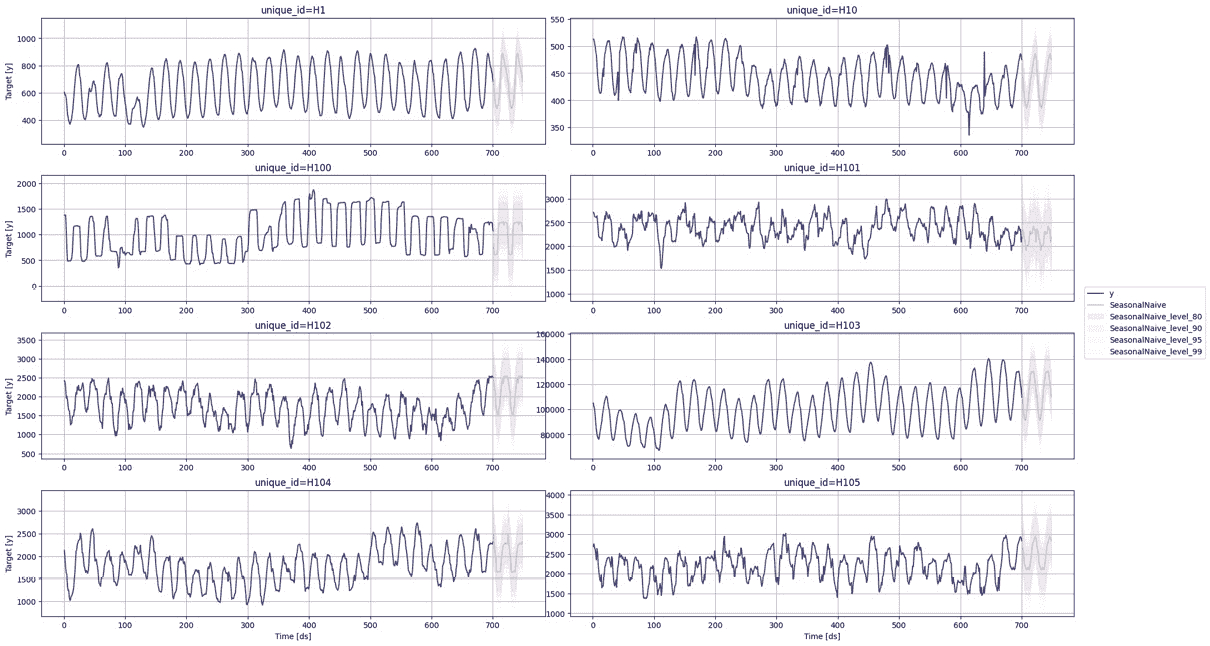 unique_id=H1
unique_id=H10
Target [y]
1000
800
600
400
0 100 200 300 400 500 600 700
550
500
450
400
350
0 100 200 300 400 500 600 700
unique_id=H100
unique_id=H101
Target [y]
2000
1500
1000
500
0
0 100 200 300 400 500 600 700
3000
2500
2000
1500
1000
0 100 200 300 400 500 600 700
unique_id=H102
unique_id=H103
Target [y]
3500
3000
2500
2000
1500
1000
500
0 100 200 300 400 500 600 700
160000
140000
120000
100000
80000
0 100 200 300 400 500 600 700
unique_id=H104
unique_id=H105
Target [y]
3000
2500
2000
1500
1000
0 100 200 300 400 500 600 700
Time [ds]
4000
3500
3000
2500
2000
1500
1000
0 100 200 300 400 500 600 700
Time [ds]
y
SeasonalNaive
SeasonalNaive_level_80
SeasonalNaive_level_90
SeasonalNaive_level_95
SeasonalNaive_level_99